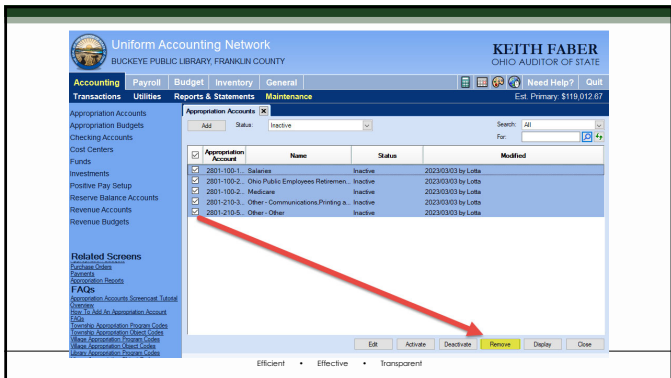 Uniform Accounting Network
BUCKEYE PUBLIC LIBRARY, FRANKLIN COUNTY
KEITH FABER
OHIO AUDITOR OF STATE
Accounting Payroll Budget Inventory General Need Help? Quit
Transactions Utilities Reports & Statements Maintenance Est. Primary: $119,012.67
Appropriation Accounts
Appropriation Budgets
Checking Accounts
Cost Centers
Funds
Investments
Positive Pay Setup
Reserve Balance Accounts
Revenue Accounts
Revenue Budgets
Related Screens
Purchase Orders
Payments
Appropriation Reports
FAQs
Appropriation Accounts Screencast Tutorial
Overview
How To Add An Appropriation Account
FAQs
Township Appropriation Program Codes
Township Appropriation Object Codes
Village Appropriation Program Codes
Village Appropriation Object Codes
Library Appropriation Program Codes
Appropriation Accounts
Add Status: Inactive Search: All
For:
Appropriation Account Name Status Modified
2801-100-1... Salaries Inactive 2023/03/03 by Lotta
2801-100-2... Ohio Public Employees Retiremen... Inactive 2023/03/03 by Lotta
2801-100-2... Medicare Inactive 2023/03/03 by Lotta
2801-210-3... Other - Communications,Printing a... Inactive 2023/03/03 by Lotta
2801-210-5... Other - Other Inactive 2023/03/03 by Lotta
Edit Activate Deactivate Remove Display Close
Efficient • Effective • Transparent